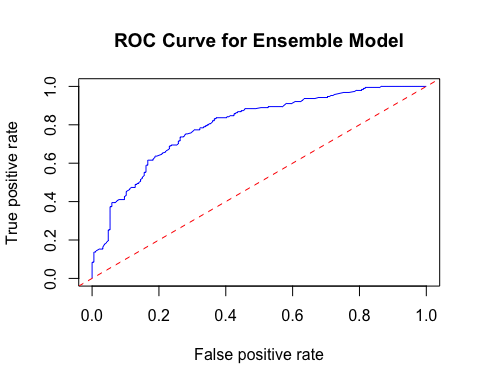 ROC Curve for Ensemble Model
True positive rate
1.0
0.8
0.6
0.4
0.2
0.0
0.0 0.2 0.4 0.6 0.8 1.0
False positive rate